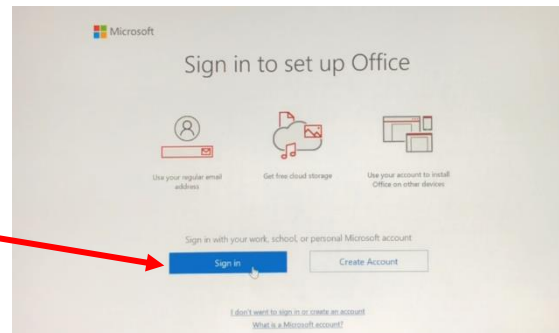 Microsoft
Sign in to set up Office
Use your regular email
address
Get free cloud storage
Use your account to install
Office on other devices
Sign in with your work, school, or personal Microsoft account
Sign in
Create Account
I don't want to sign in or create an account
What is a Microsoft account?